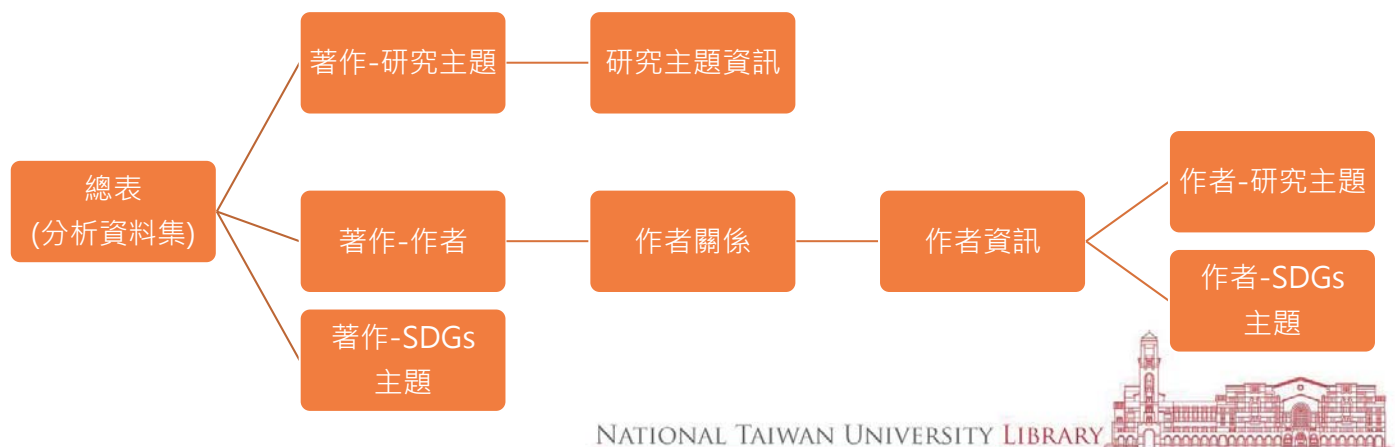 著作-研究主題
研究主題資訊
總表
(分析資料集)
著作-作者
作者關係
作者資訊
作者-研究主題
作者-SDGs
主題
著作-SDGs
主題
NATIONAL TAIWAN UNIVERSITY LIBRARY